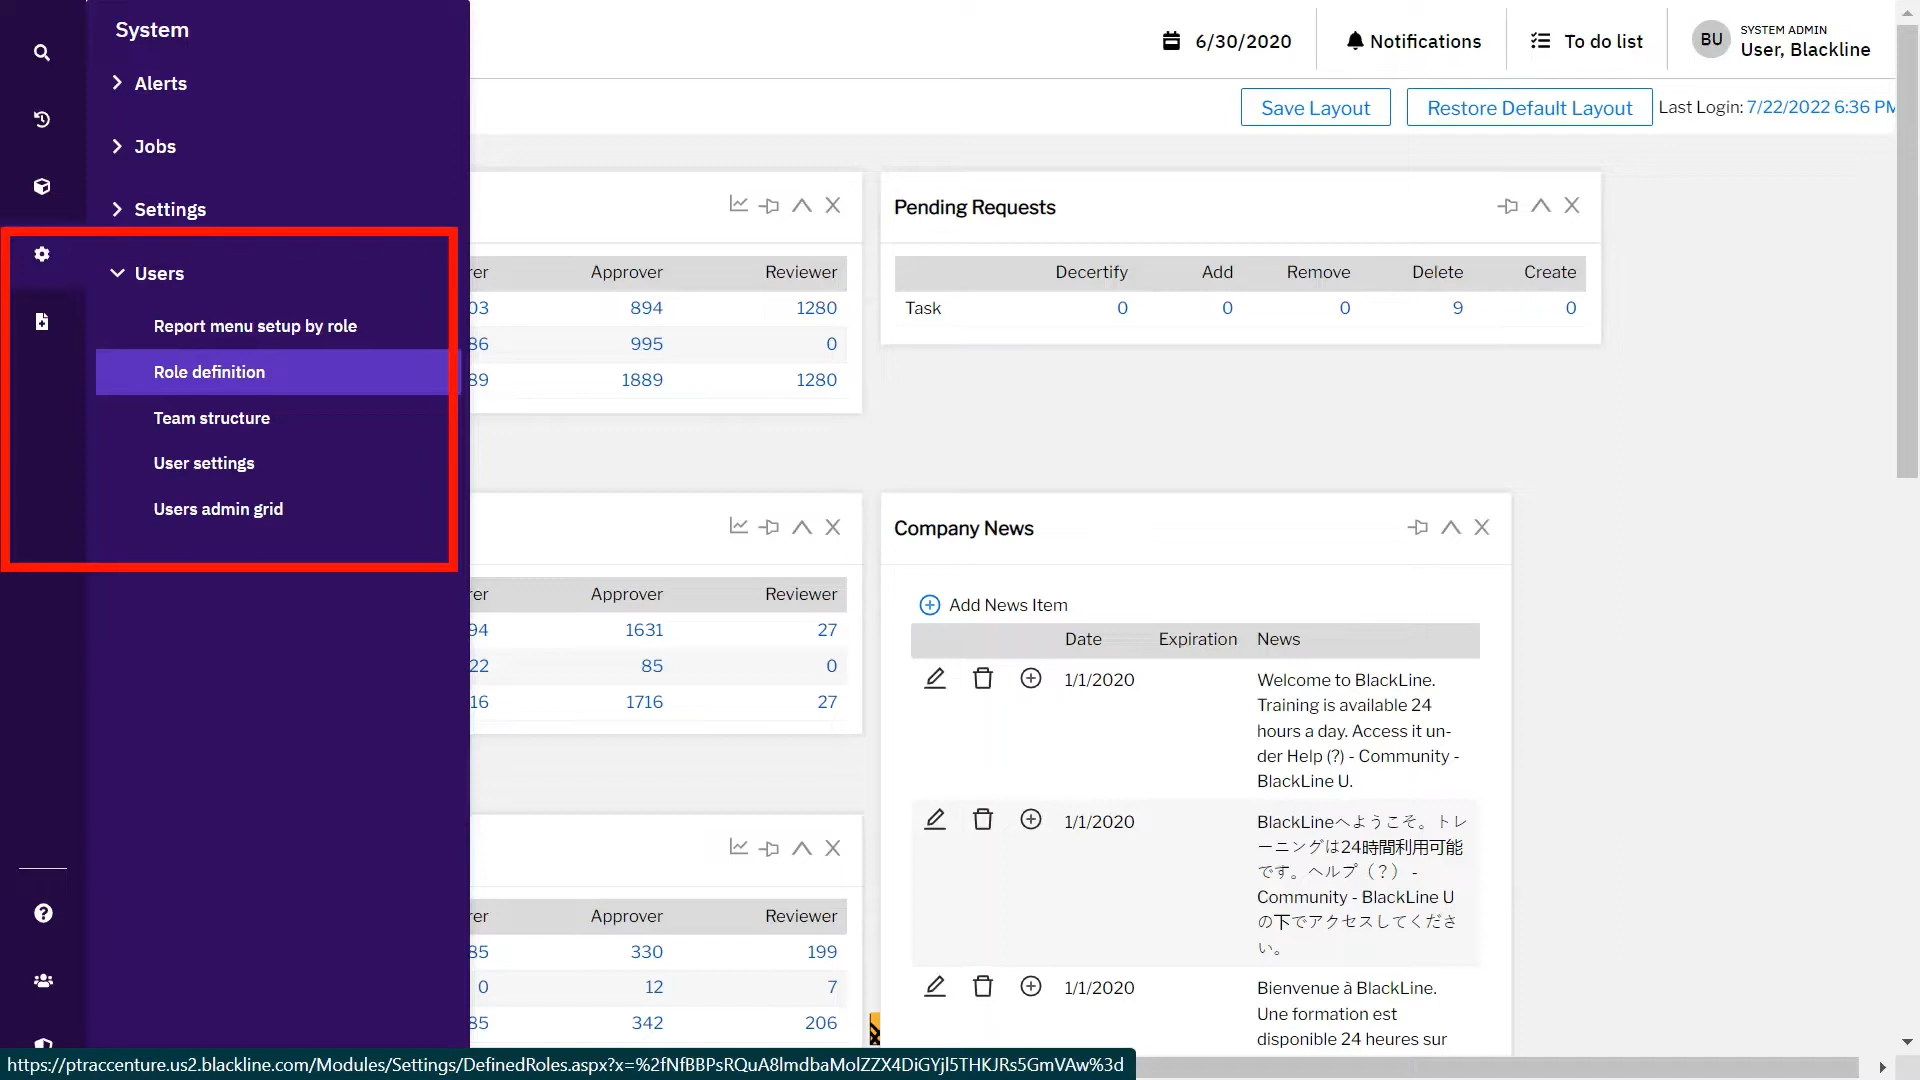 System
Alerts
Jobs
Settings
Users
Report menu setup by role
Role definition
Team structure
User settings
Users admin grid
6/30/2020
Notifications
To do list
BU
SYSTEM ADMIN
User, Blackline
Save Layout
Restore Default Layout
Last Login: 7/22/2022 6:36 PM
rer Approver Reviewer
03 894 1280
86 995 0
89 1889 1280
Pending Requests
Decertify Add Remove Delete Create
Task 0 0 0 9 0
rer Approver Reviewer
94 1631 27
22 85 0
16 1716 27
Company News
Add News Item
Date Expiration News
1/1/2020 Welcome to BlackLine.
Training is available 24
hours a day. Access it un-
der Help (?) - Community -
BlackLine U.
1/1/2020 BlackLineへようこそ。トレ
ーニングは24時間利用可能
です。ヘルプ（？） -
Community - BlackLine U
の下でアクセスしてくださ
い。
1/1/2020 Bienvenue à BlackLine.
Une formation est
disponible 24 heures sur
rer Approver Reviewer
85 330 199
0 12 7
85 342 206
https://ptraccenture.us2.blackline.com/Modules/Settings/DefinedRoles.aspx?x=%2fNfBBPsRQuA8lmdbaMolZZX4DiGYjl5THKJRs5GmVAw%3d